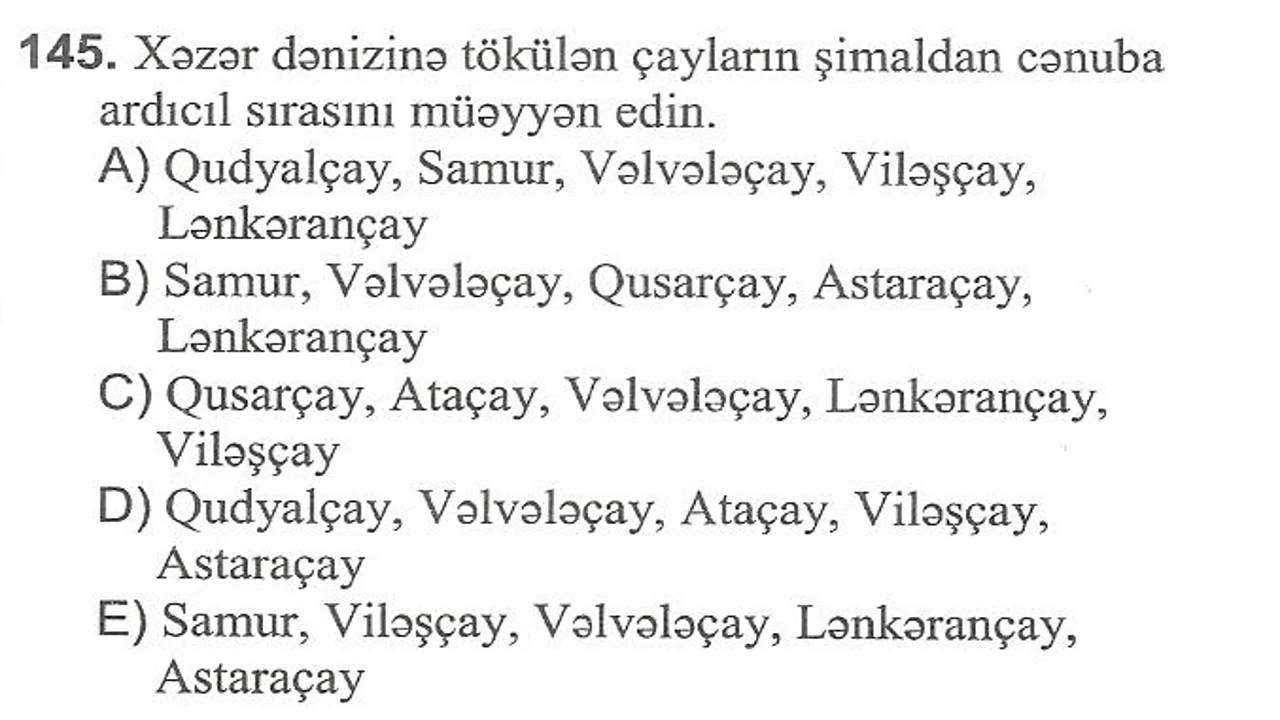 145. Xəzər dənizinə tökülən çayların şimaldan cənuba
ardıcıl sırasını müəyyən edin.
A) Qudyalçay, Samur, Vəlvələçay, Viləşçay,
Lənkərançay
B) Samur, Vəlvələçay, Qusarçay, Astaraçay,
Lənkərançay
C) Qusarçay, Ataçay, Vəlvələçay, Lənkərançay,
Viləşçay
D) Qudyalçay, Vəlvələçay, Ataçay, Viləşçay,
Astaraçay
E) Samur, Viləşçay, Vəlvələçay, Lənkərançay,
Astaraçay